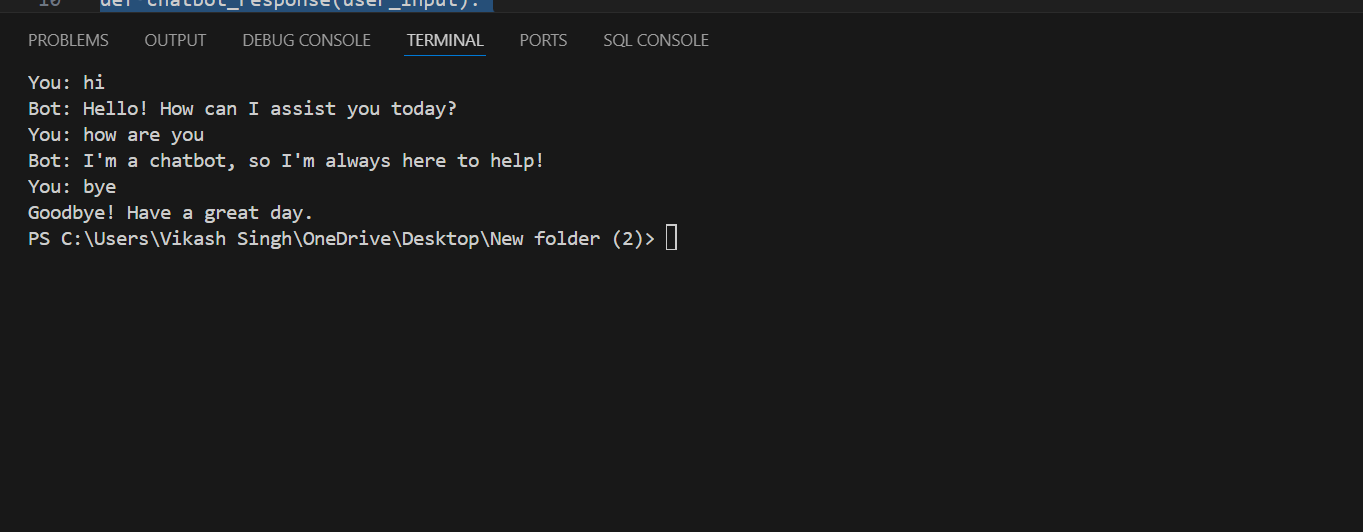 10 def chatbot_response(user_input):
PROBLEMS OUTPUT DEBUG CONSOLE TERMINAL PORTS SQL CONSOLE
You: hi
Bot: Hello! How can I assist you today?
You: how are you
Bot: I'm a chatbot, so I'm always here to help!
You: bye
Goodbye! Have a great day.
PS C:\Users\Vikash Singh\OneDrive\Desktop\New folder (2)>